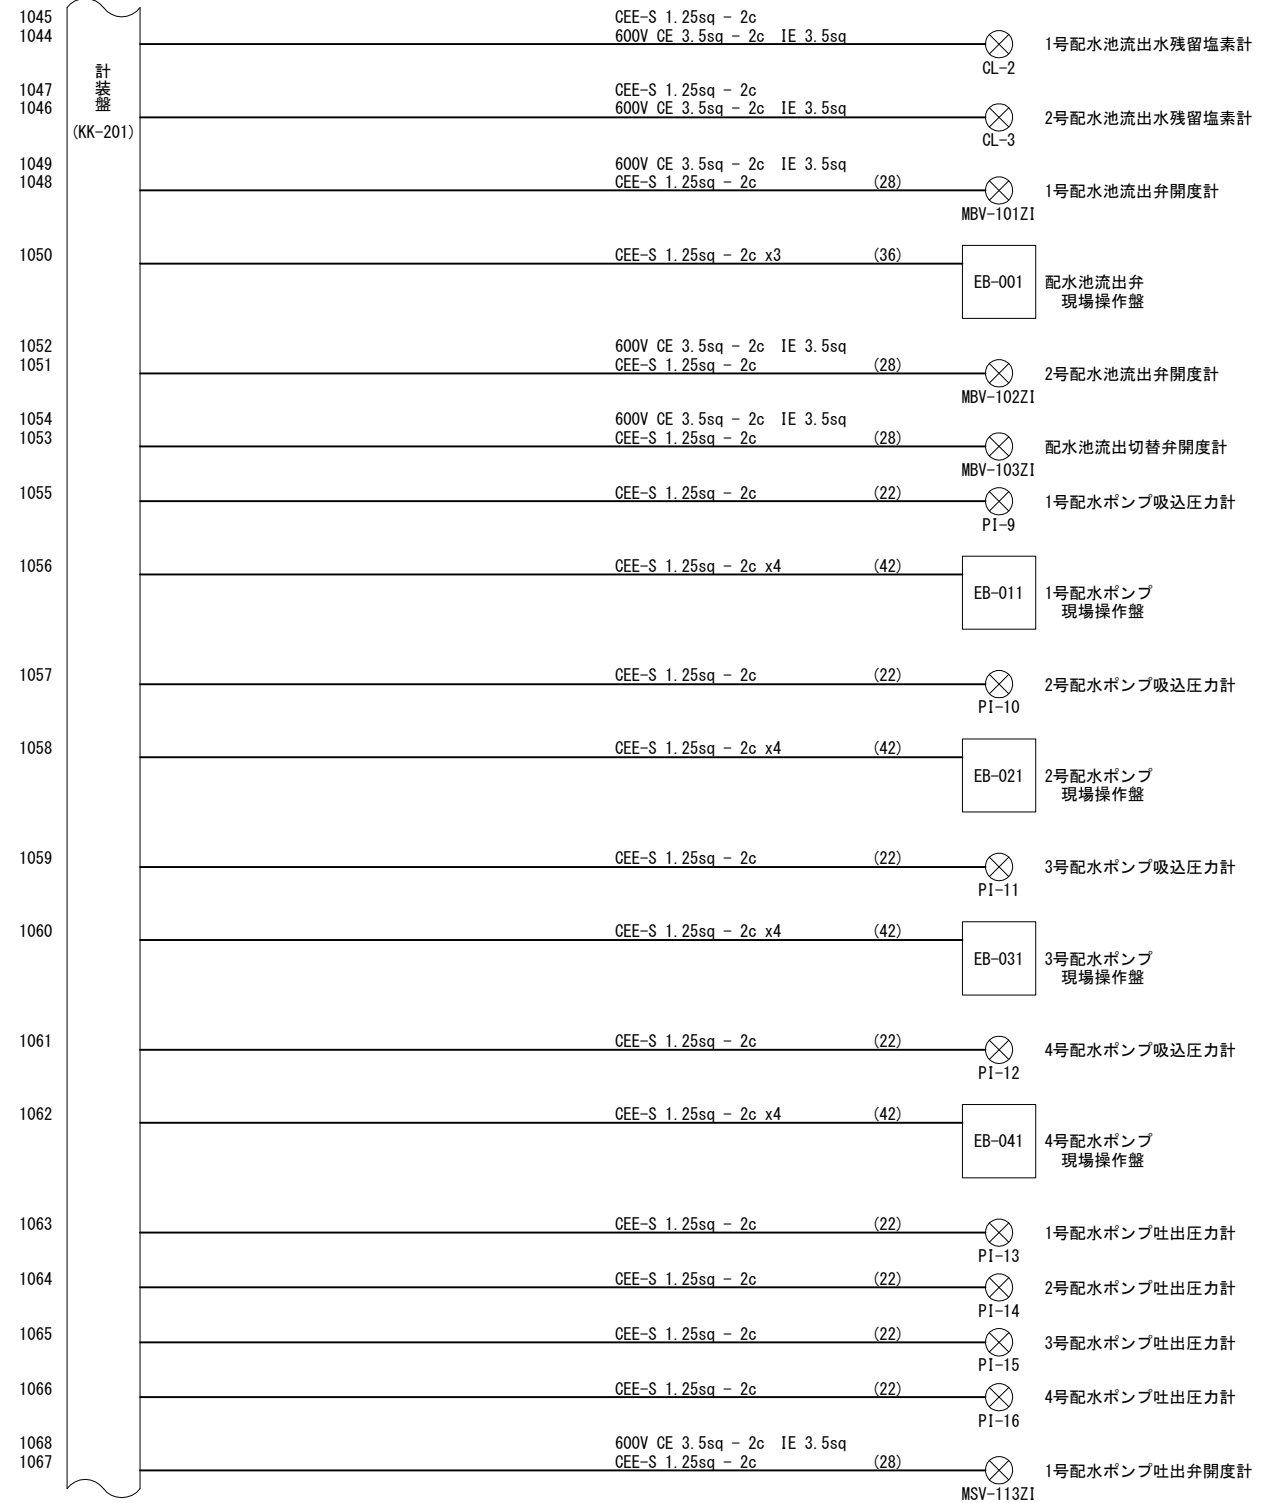 1045 CEE-S 1.25sq - 2c
1044 600V CE 3.5sq - 2c IE 3.5sq 1号配水池流出水残留塩素計
CL-2
計装盤
(KK-201)
1047 CEE-S 1.25sq - 2c
1046 600V CE 3.5sq - 2c IE 3.5sq 2号配水池流出水残留塩素計
CL-3
1049 600V CE 3.5sq - 2c IE 3.5sq
1048 CEE-S 1.25sq - 2c (28) 1号配水池流出弁開度計
MBV-101ZI
1050 CEE-S 1.25sq - 2c x3 (36)
EB-001 配水池流出弁
現場操作盤
1052 600V CE 3.5sq - 2c IE 3.5sq
1051 CEE-S 1.25sq - 2c (28) 2号配水池流出弁開度計
MBV-102ZI
1054 600V CE 3.5sq - 2c IE 3.5sq
1053 CEE-S 1.25sq - 2c (28) 配水池流出切替弁開度計
MBV-103ZI
1055 CEE-S 1.25sq - 2c (22) 1号配水ポンプ吸込圧力計
PI-9
1056 CEE-S 1.25sq - 2c x4 (42)
EB-011 1号配水ポンプ
現場操作盤
1057 CEE-S 1.25sq - 2c (22) 2号配水ポンプ吸込圧力計
PI-10
1058 CEE-S 1.25sq - 2c x4 (42)
EB-021 2号配水ポンプ
現場操作盤
1059 CEE-S 1.25sq - 2c (22) 3号配水ポンプ吸込圧力計
PI-11
1060 CEE-S 1.25sq - 2c x4 (42)
EB-031 3号配水ポンプ
現場操作盤
1061 CEE-S 1.25sq - 2c (22) 4号配水ポンプ吸込圧力計
PI-12
1062 CEE-S 1.25sq - 2c x4 (42)
EB-041 4号配水ポンプ
現場操作盤
1063 CEE-S 1.25sq - 2c (22) 1号配水ポンプ吐出圧力計
PI-13
1064 CEE-S 1.25sq - 2c (22) 2号配水ポンプ吐出圧力計
PI-14
1065 CEE-S 1.25sq - 2c (22) 3号配水ポンプ吐出圧力計
PI-15
1066 CEE-S 1.25sq - 2c (22) 4号配水ポンプ吐出圧力計
PI-16
1068 600V CE 3.5sq - 2c IE 3.5sq
1067 CEE-S 1.25sq - 2c (28) 1号配水ポンプ吐出弁開度計
MSV-113ZI